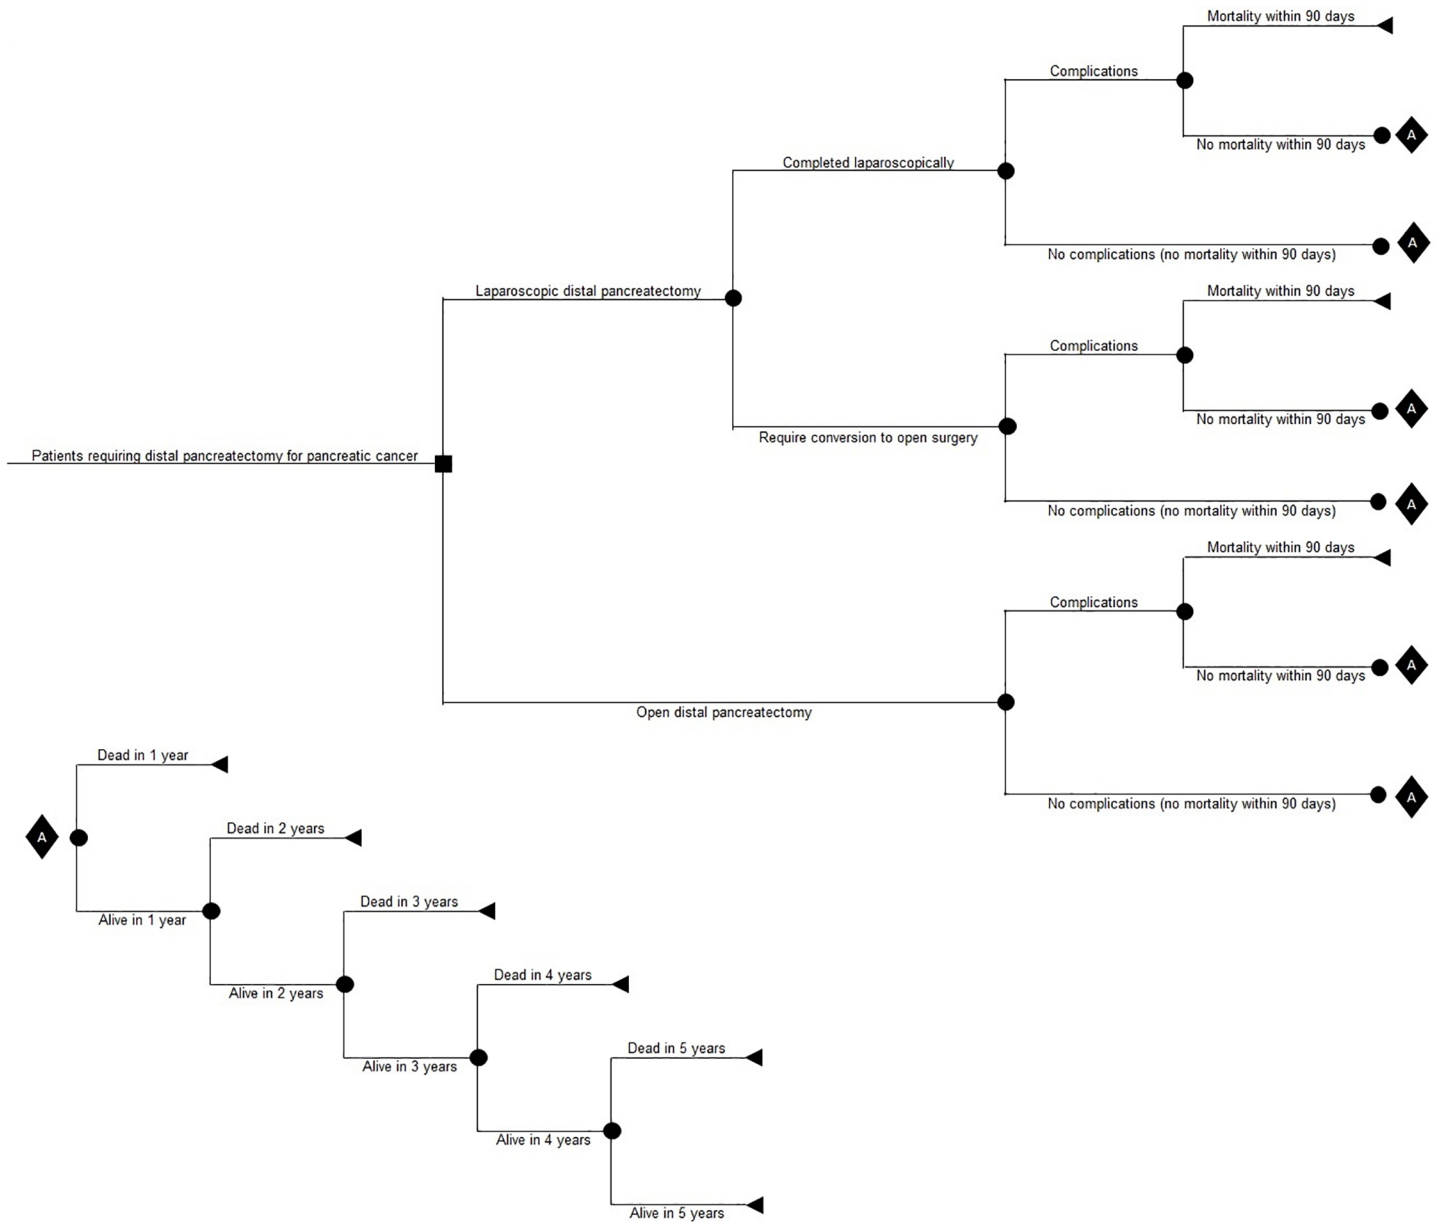 Mortality within 90 days
Complications
No mortality within 90 days
A
Completed laparoscopically
No complications (no mortality within 90 days)
A
Laparoscopic distal pancreatectomy
Mortality within 90 days
Complications
No mortality within 90 days
A
Require conversion to open surgery
Patients requiring distal pancreatectomy for pancreatic cancer
No complications (no mortality within 90 days)
A
Mortality within 90 days
Complications
No mortality within 90 days
A
Open distal pancreatectomy
No complications (no mortality within 90 days)
A
Dead in 1 year
A
Dead in 2 years
Alive in 1 year
Dead in 3 years
Alive in 2 years
Dead in 4 years
Alive in 3 years
Dead in 5 years
Alive in 4 years
Alive in 5 years